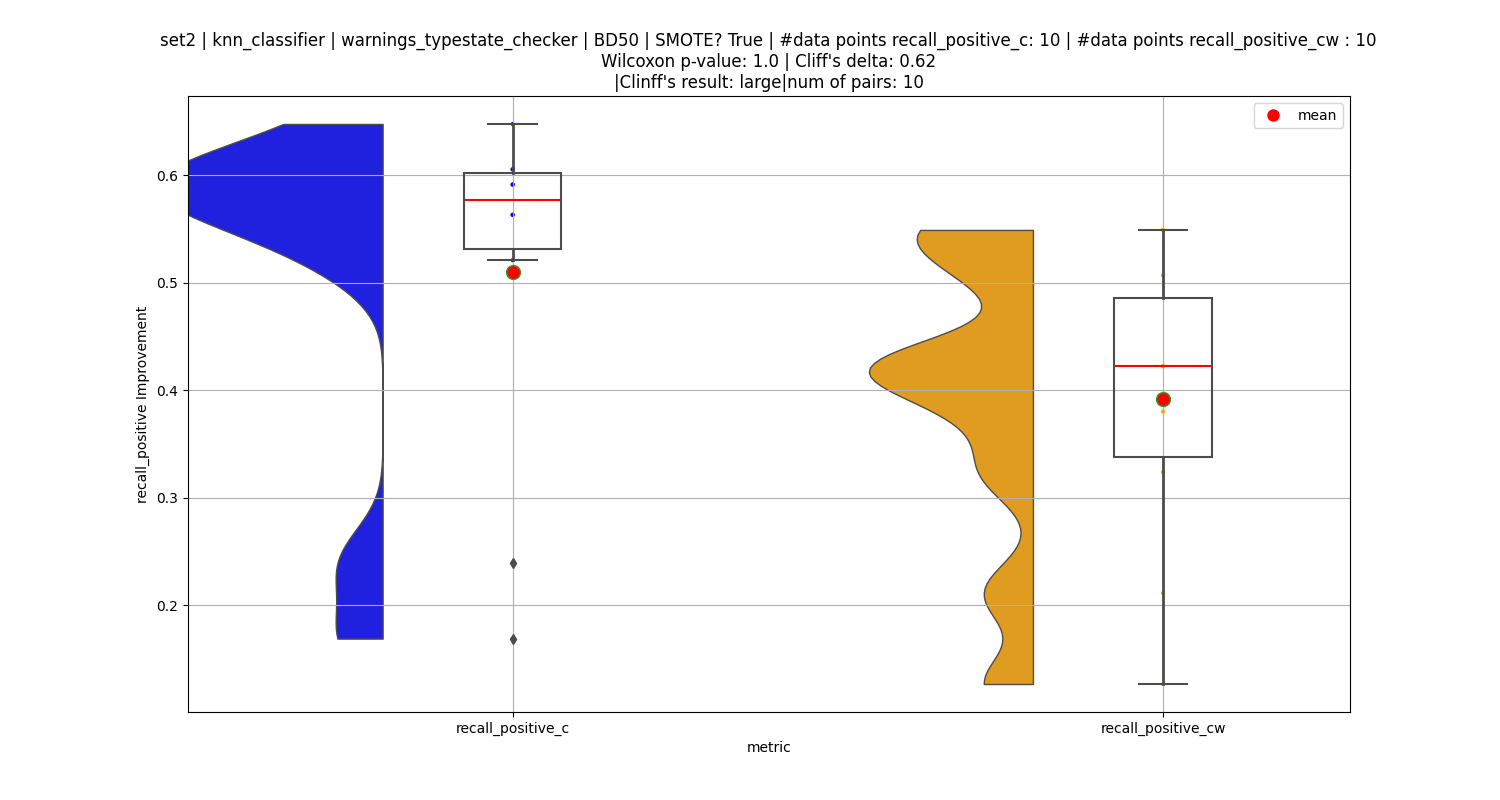 set2 | knn_classifier | warnings_typestate_checker | BD50 | SMOTE? True | #data points recall_positive_c: 10 | #data points recall_positive_cw : 10
Wilcoxon p-value: 1.0 | Cliff's delta: 0.62
|Clinff's result: large|num of pairs: 10
mean
recall_positive Improvement
0.6
0.5
0.4
0.3
0.2
recall_positive_c
recall_positive_cw
metric